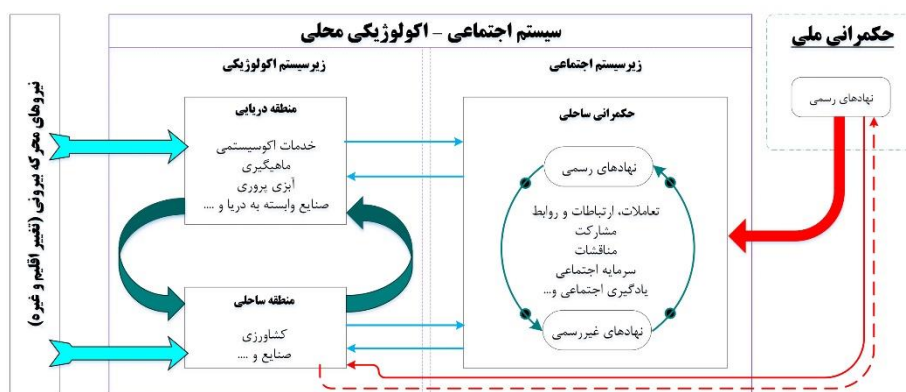 سیستم اجتماعی – اکولوژیکی محلی
حکمرانی ملی
نهادهای رسمی
زیرسیستم اجتماعی
زیرسیستم اکولوژیکی
حکمرانی ساحلی
نهادهای رسمی
تعاملات، ارتباطات و روابط
مشارکت
مناقشات
سرمایه اجتماعی
یادگیری اجتماعی و...
نهادهای غیررسمی
منطقه دریایی
خدمات اکوسیستمی
ماهیگیری
آبزی پروری
صنایع وابسته به دریا و ....
منطقه ساحلی
کشاورزی
صنایع و ....
نیروهای محرکه بیرونی (تغییر اقلیم و غیره)